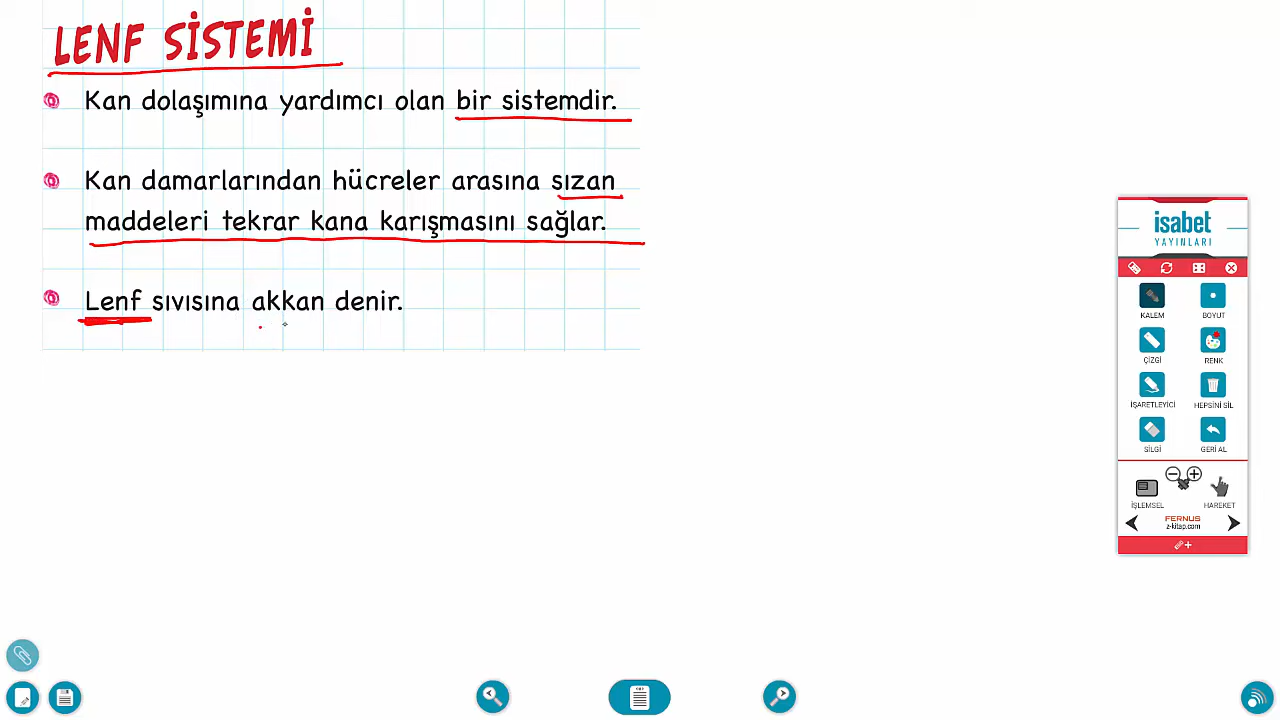 LENF SİSTEMİ
Kan dolaşımına yardımcı olan bir sistemdir.
Kan damarlarından hücreler arasına sızan
maddeleri tekrar kana karışmasını sağlar.
Lenf sıvısına akkan denir.
isabet
YAYINLARI
KALEM BOYUT
ÇİZGİ RENK
İŞARETLEYİCİ HEPSİNİ SİL
SİLGİ GERİ AL
İŞLEMSEL HAREKET
FERNUS
z-kitap.com